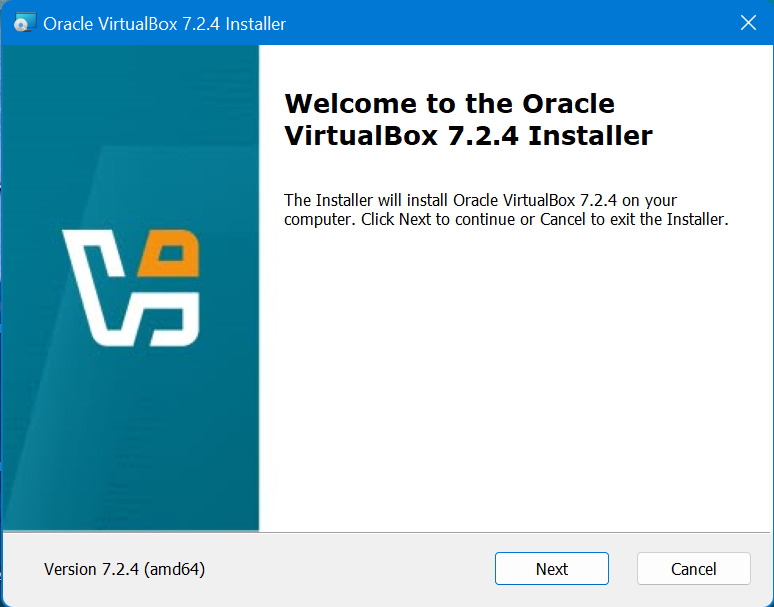 Oracle VirtualBox 7.2.4 Installer
Welcome to the Oracle
VirtualBox 7.2.4 Installer
The Installer will install Oracle VirtualBox 7.2.4 on your
computer. Click Next to continue or Cancel to exit the Installer.
Version 7.2.4 (amd64)
Next
Cancel